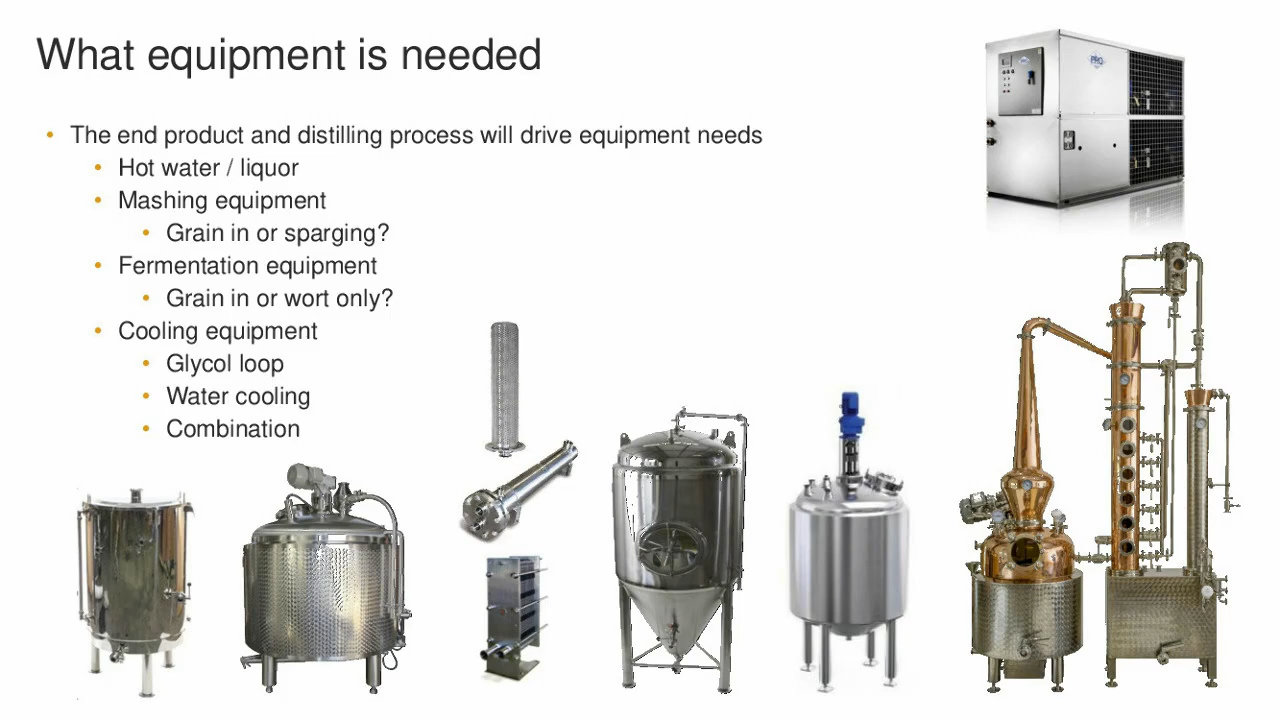 What equipment is needed
• The end product and distilling process will drive equipment needs
• Hot water / liquor
• Mashing equipment
• Grain in or sparging?
• Fermentation equipment
• Grain in or wort only?
• Cooling equipment
• Glycol loop
• Water cooling
• Combination
PRO